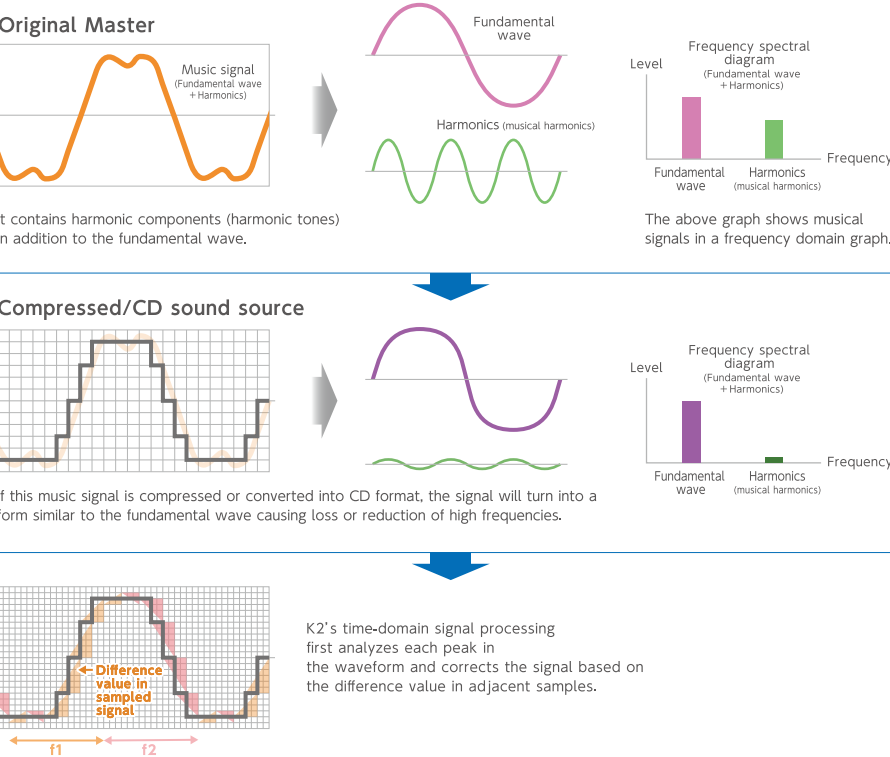 Original Master
Music signal
(Fundamental wave
+Harmonics)
Fundamental
wave
Harmonics (musical harmonics)
Frequency spectral
diagram
(Fundamental wave
+Harmonics)
Level
Frequency
Fundamental
wave
Harmonics
(musical harmonics)
t contains harmonic components (harmonic tones)
n addition to the fundamental wave.
The above graph shows musical
signals in a frequency domain graph.
Compressed/CD sound source
Frequency spectral
diagram
(Fundamental wave
+Harmonics)
Level
Frequency
Fundamental
wave
Harmonics
(musical harmonics)
f this music signal is compressed or converted into CD format, the signal will turn into a
form similar to the fundamental wave causing loss or reduction of high frequencies.
Difference
value in
sampled
signal
f1
f2
K2's time-domain signal processing
first analyzes each peak in
the waveform and corrects the signal based on
the difference value in adjacent samples.